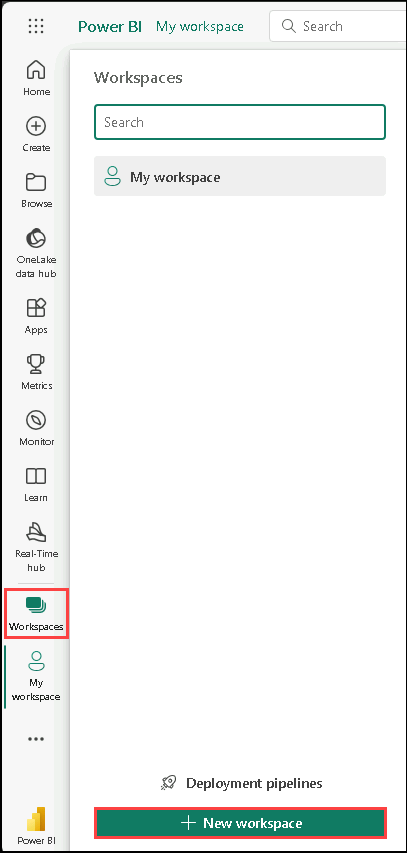 Power BI My workspace Search
Home
Create
Browse
OneLake
data hub
Apps
Metrics
Monitor
Learn
Real-Time
hub
Workspaces
My
workspace
Power BI
Workspaces
Search
My workspace
Deployment pipelines
New workspace